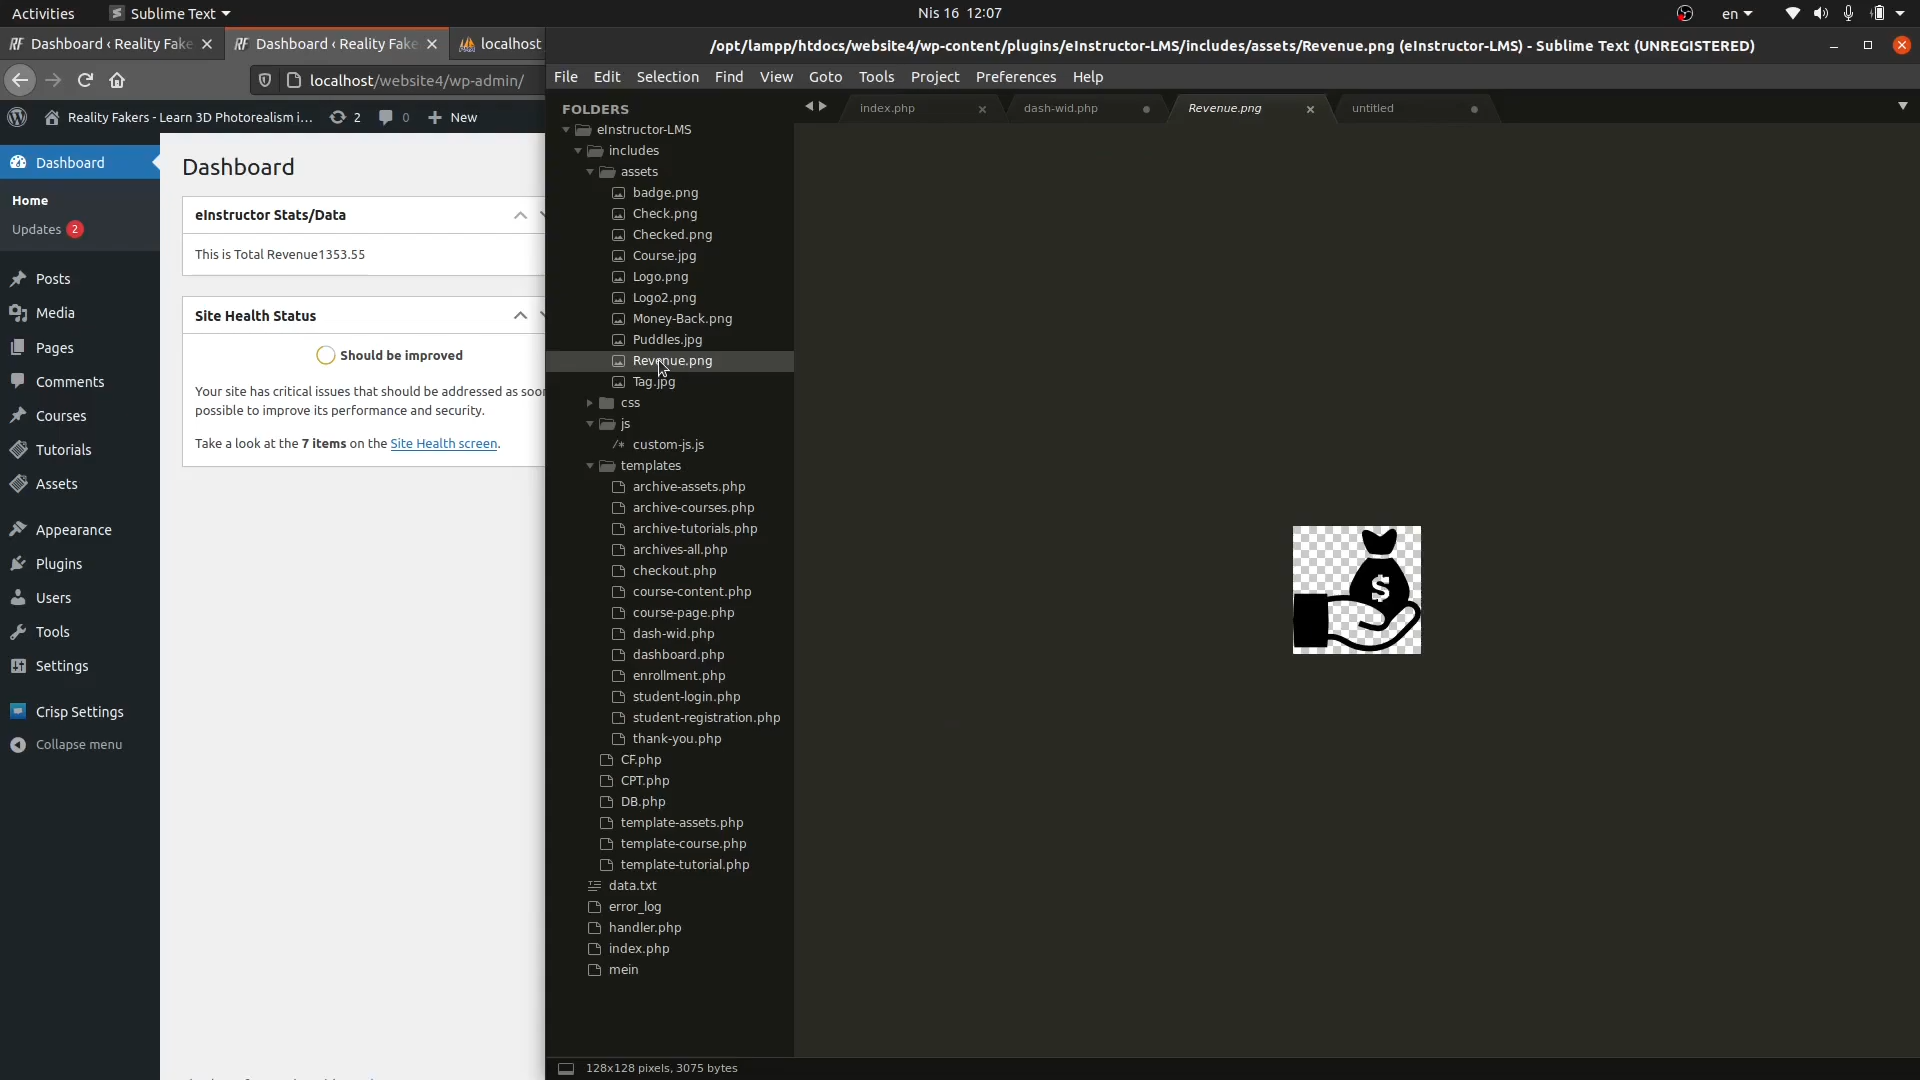 Activities
Sublime Text
Nis 16 12:07
en
Dashboard ‹ Reality Fake
Dashboard ‹ Reality Fake
localhost
localhost/website4/wp-admin/
Reality Fakers - Learn 3D Photorealism i...
2
0
New
Dashboard
Home
Updates 2
Posts
Media
Pages
Comments
Courses
Tutorials
Assets
Appearance
Plugins
Users
Tools
Settings
Crisp Settings
Collapse menu
Dashboard
eInstructor Stats/Data
This is Total Revenue1353.55
Site Health Status
Should be improved
Your site has critical issues that should be addressed as soon
possible to improve its performance and security.
Take a look at the 7 items on the Site Health screen.
/opt/lampp/htdocs/website4/wp-content/plugins/eInstructor-LMS/includes/assets/Revenue.png (eInstructor-LMS) - Sublime Text (UNREGISTERED)
File Edit Selection Find View Goto Tools Project Preferences Help
FOLDERS
eInstructor-LMS
includes
assets
badge.png
Check.png
Checked.png
Course.jpg
Logo.png
Logo2.png
Money-Back.png
Puddles.jpg
Revenue.png
Tag.jpg
css
js
/* custom-js.js
templates
archive-assets.php
archive-courses.php
archive-tutorials.php
archives-all.php
checkout.php
course-content.php
course-page.php
dash-wid.php
dashboard.php
enrollment.php
student-login.php
student-registration.php
thank-you.php
CF.php
CPT.php
DB.php
template-assets.php
template-course.php
template-tutorial.php
data.txt
error_log
handler.php
index.php
mein
index.php
dash-wid.php
Revenue.png
untitled
$
128x128 pixels, 3075 bytes